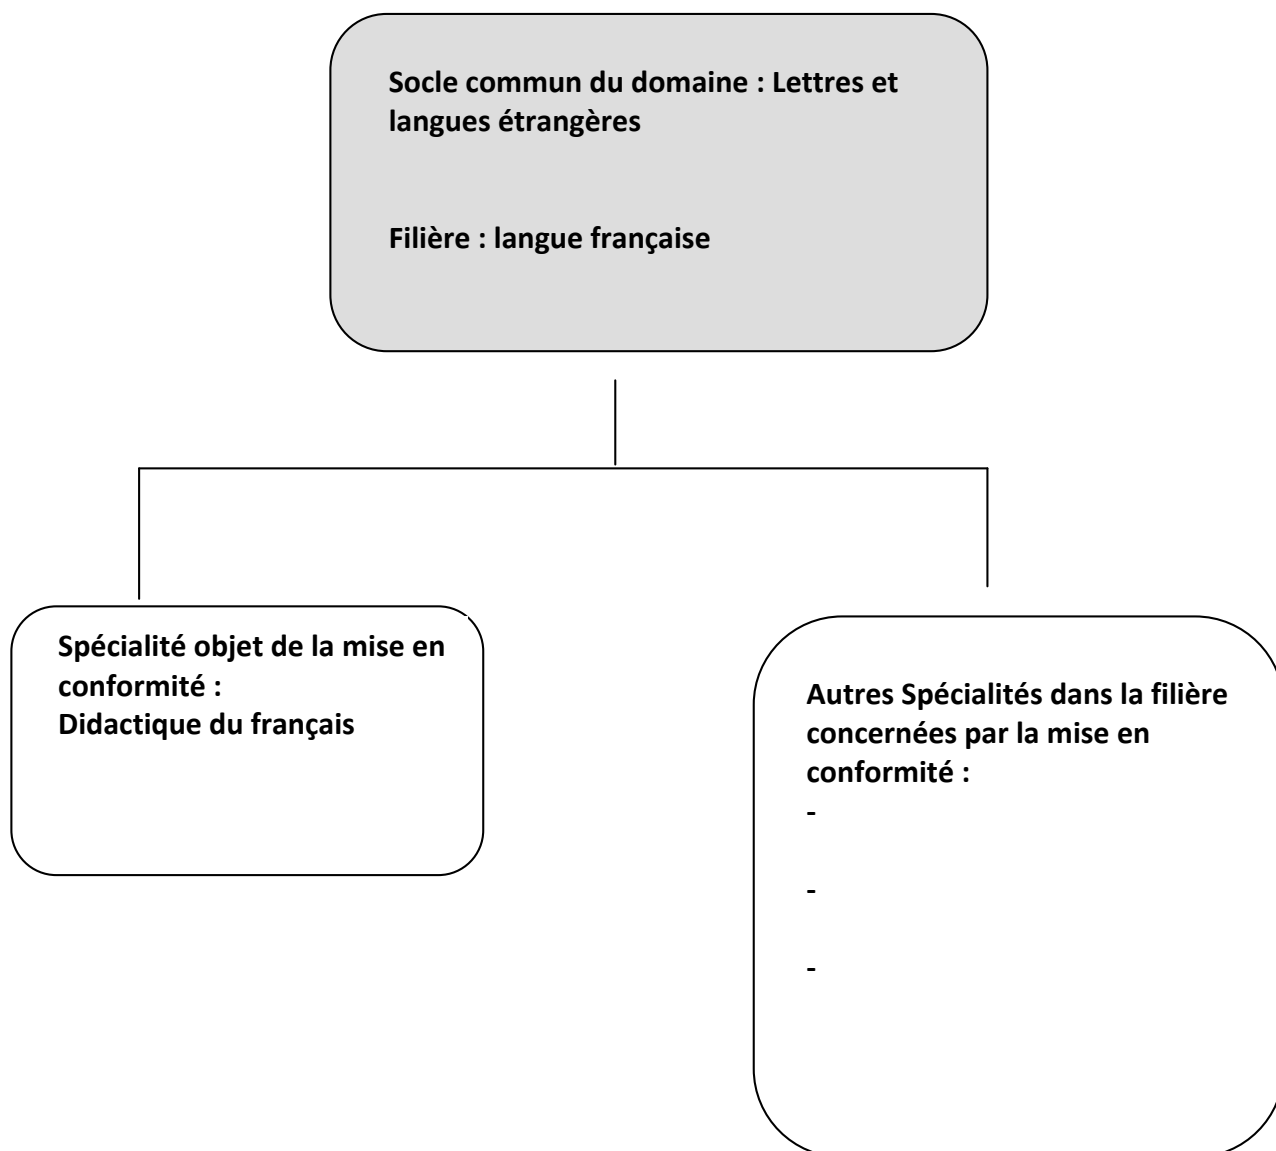 Socle commun du domaine : Lettres et
langues étrangères
Filière : langue française
Spécialité objet de la mise en
conformité :
Didactique du français
Autres Spécialités dans la filière
concernées par la mise en
conformité :
-
-
-